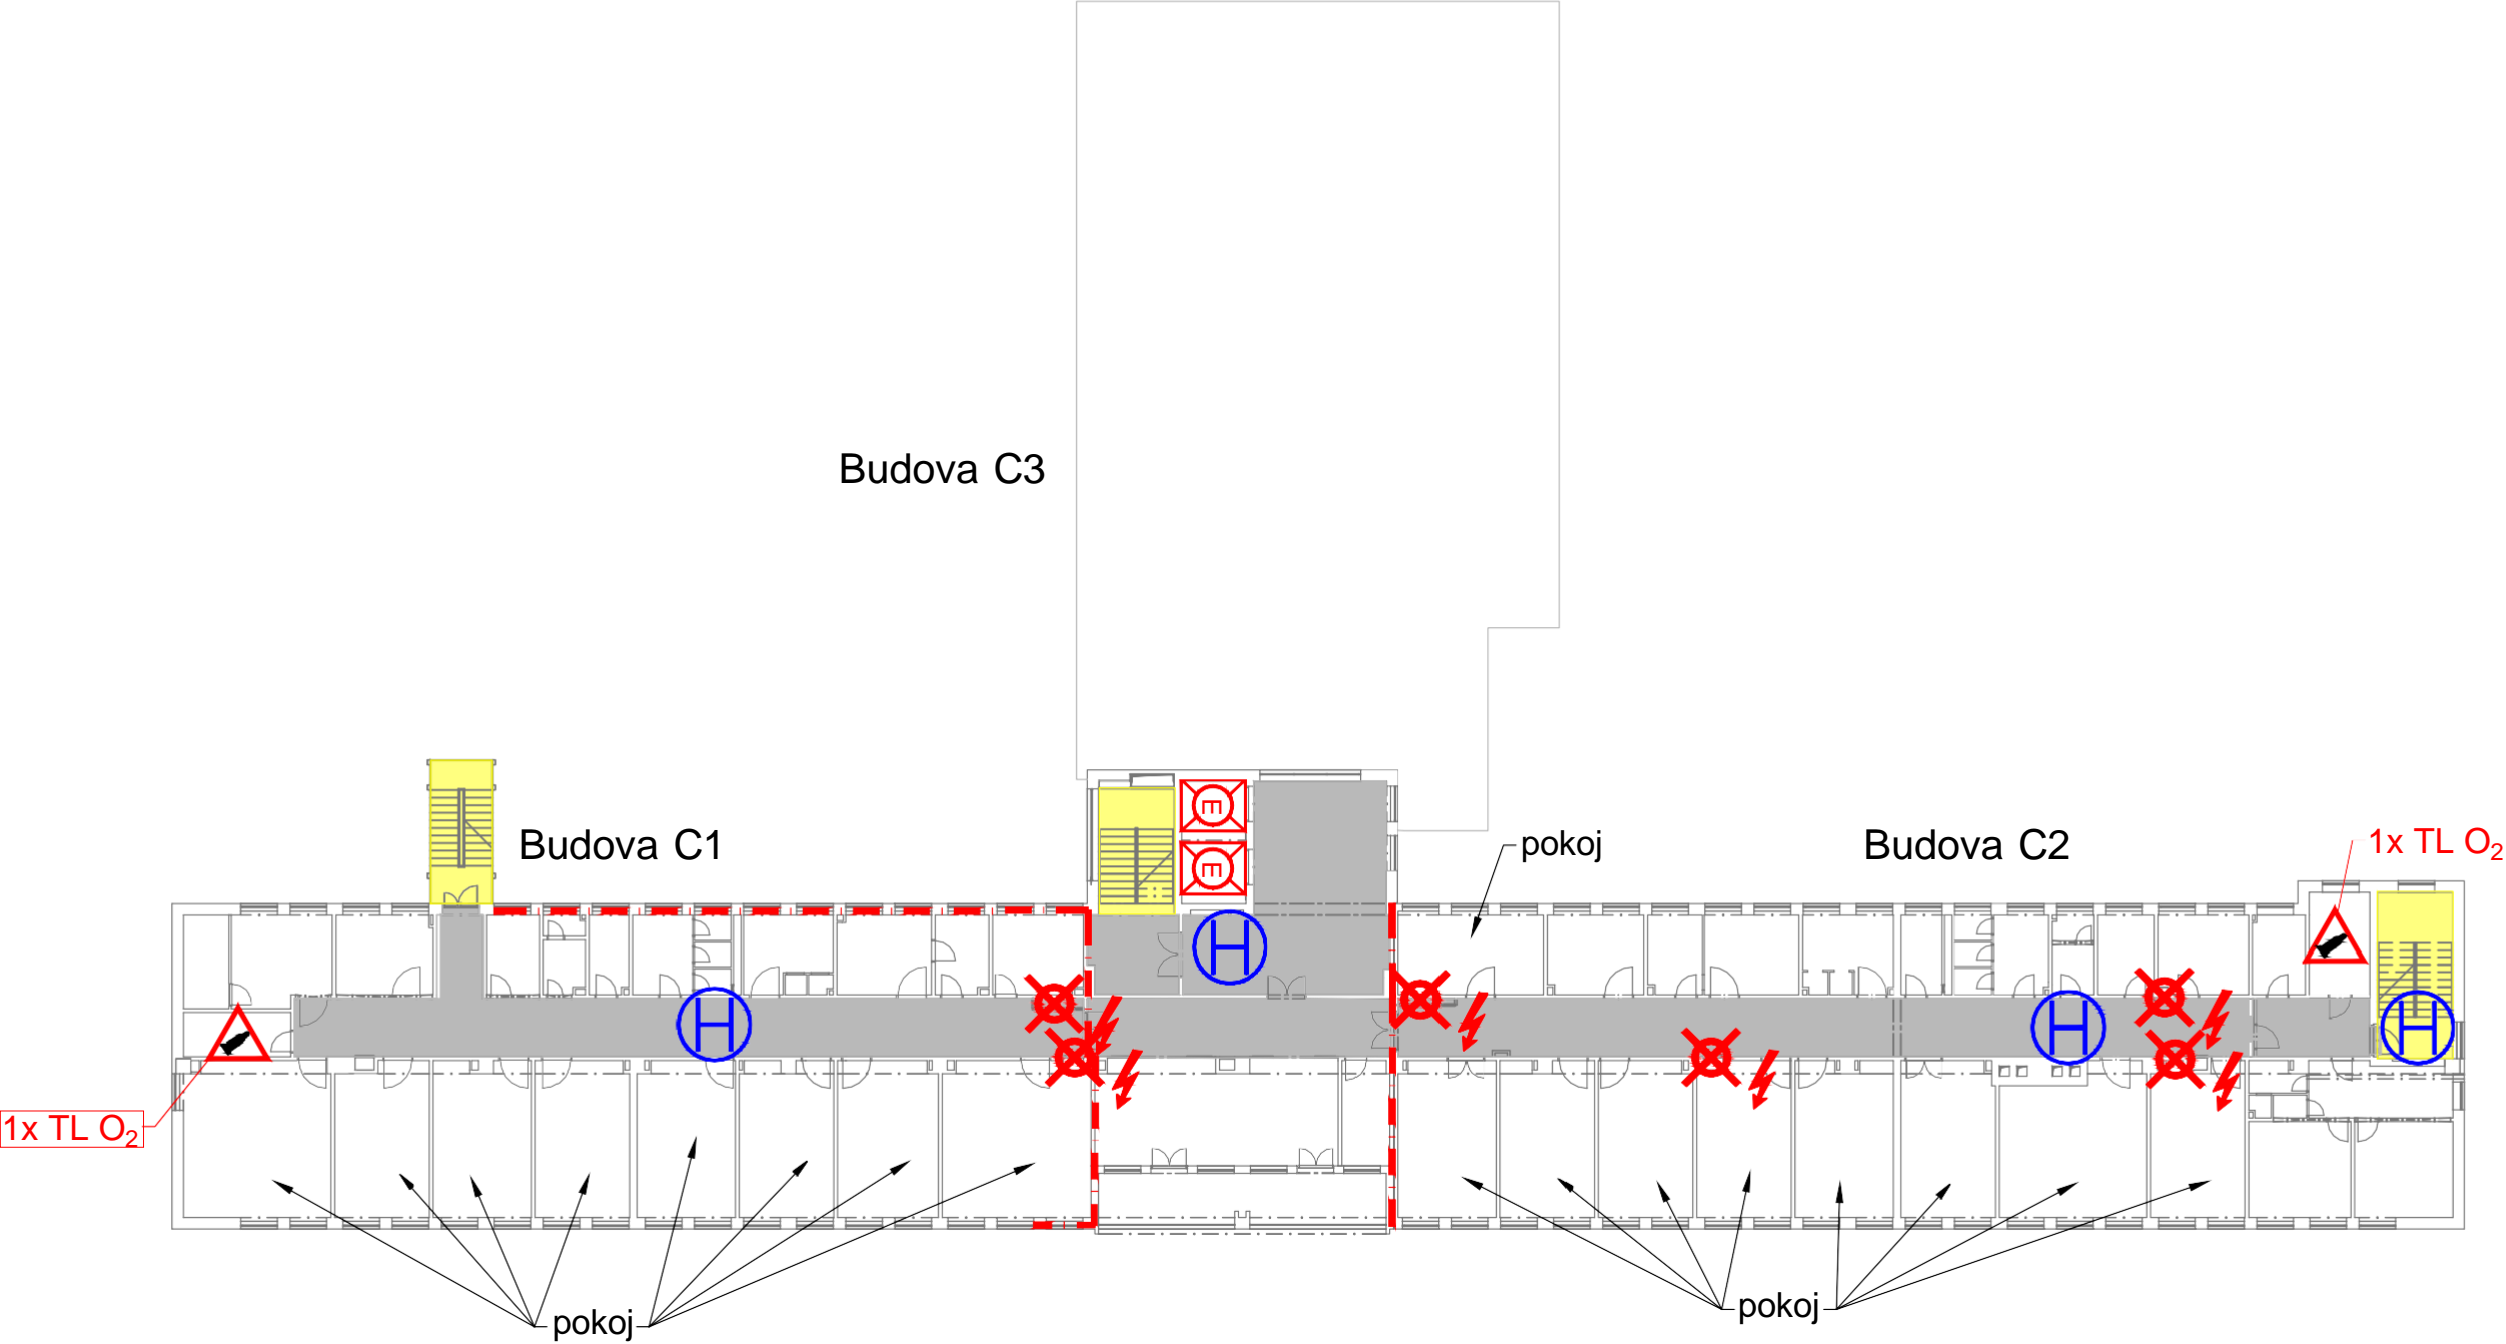 Budova C3
Budova C1
pokoj
Budova C2
1x TL O₂
E
E
H
H
H
H
1x TL O₂
pokoj
pokoj